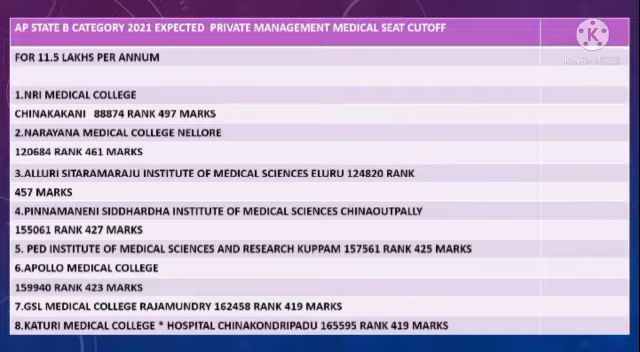 AP STATE B CATEGORY 2021 EXPECTED PRIVATE MANAGEMENT MEDICAL SEAT CUTOFF
FOR 11.5 LAKHS PER ANNUM
1.NRI MEDICAL COLLEGE
CHINAKAKANI 88874 RANK 497 MARKS
2.NARAYANA MEDICAL COLLEGE NELLORE
120684 RANK 461 MARKS
3.ALLURI SITARAMARAJU INSTITUTE OF MEDICAL SCIENCES ELURU 124820 RANK
457 MARKS
4.PINNAMANENI SIDDHARDHA INSTITUTE OF MEDICAL SCIENCES CHINAOUTPALLY
155061 RANK 427 MARKS
5. PED INSTITUTE OF MEDICAL SCIENCES AND RESEARCH KUPPAM 157561 RANK 425 MARKS
6.APOLLO MEDICAL COLLEGE
159940 RANK 423 MARKS
7.GSL MEDICAL COLLEGE RAJAMUNDRY 162458 RANK 419 MARKS
8.KATURI MEDICAL COLLEGE * HOSPITAL CHINAKONDRIPADU 165595 RANK 419 MARKS
K
KINEMASTER